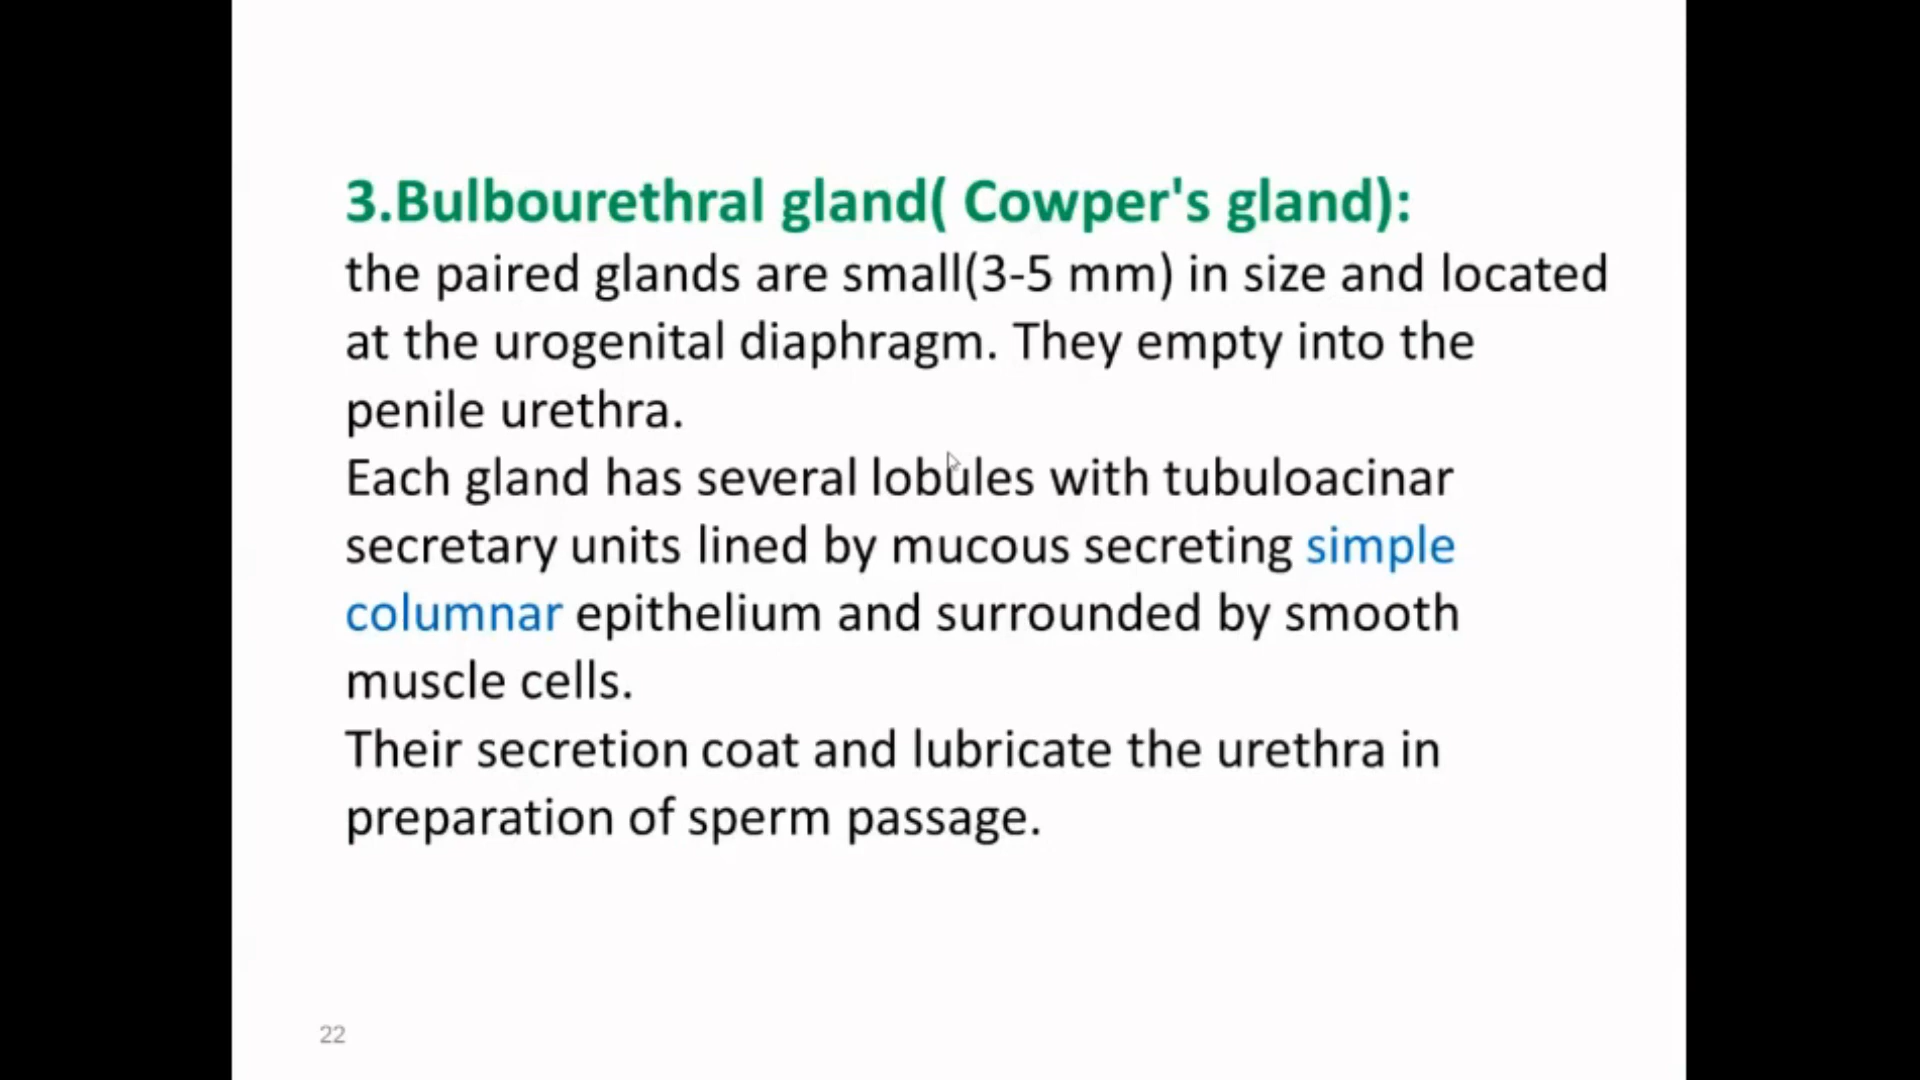 3.Bulbourethral gland( Cowper's gland):
the paired glands are small(3-5 mm) in size and located
at the urogenital diaphragm. They empty into the
penile urethra.
Each gland has several lobules with tubuloacinar
secretary units lined by mucous secreting simple
columnar epithelium and surrounded by smooth
muscle cells.
Their secretion coat and lubricate the urethra in
preparation of sperm passage.
22